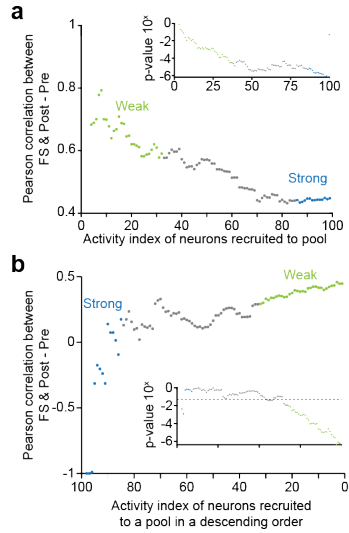 a
Pearson correlation between
FS & Post - Pre
1
0.8
0.6
0.4
0
20
40
60
80
100
Activity index of neurons recruited to pool
Weak
Strong
p-value 10ˣ
0
-2
-4
-6
0
25
50
75
100
b
Pearson correlation between
FS & Post - Pre
0.5
0
-0.5
-1
100
80
60
40
20
0
Activity index of neurons recruited
to a pool in a descending order
Strong
Weak
p-value 10ˣ
0
-2
-4
-6